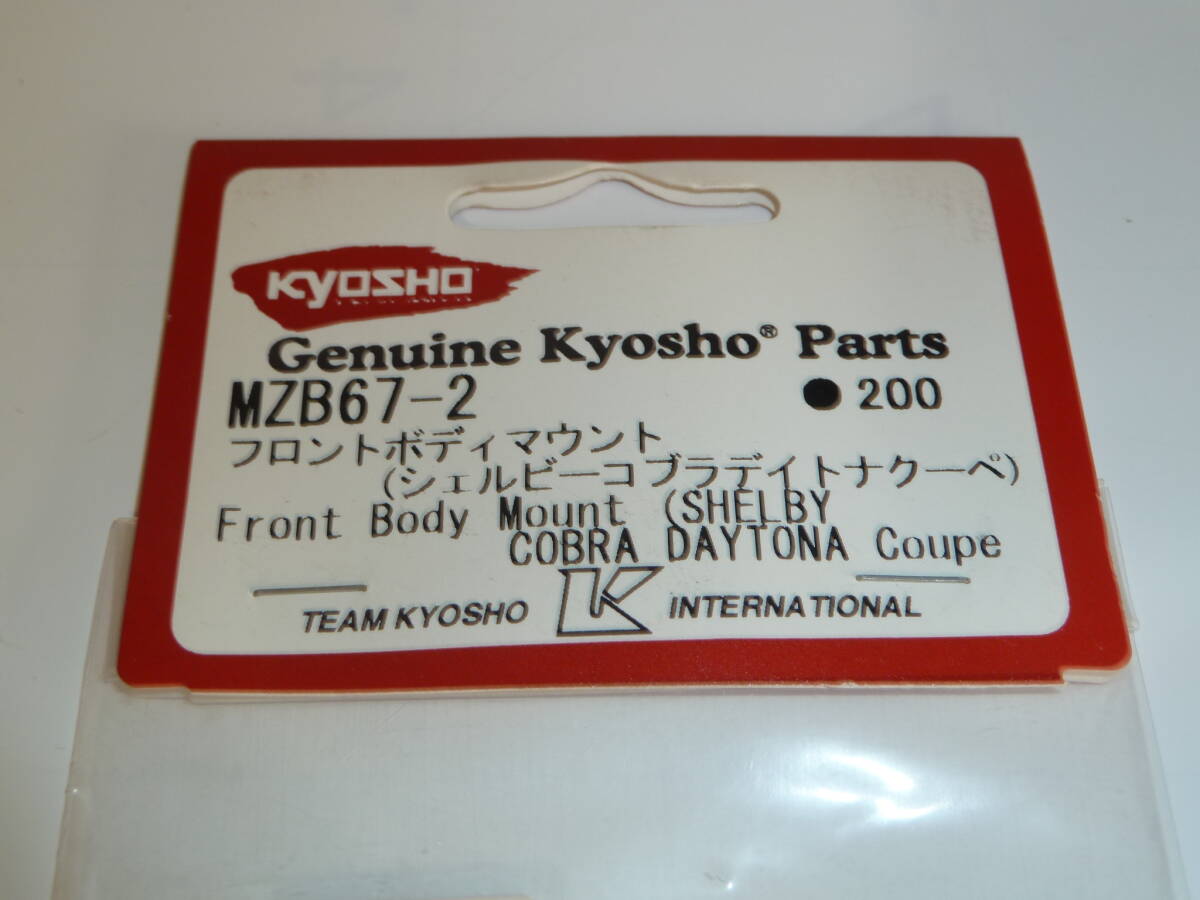 KYOSHO
Genuine Kyosho® Parts
MZB67-2 ●200
フロントボディマウント
(シェルビーコブラデイトナクーペ)
Front Body Mount (SHELBY
COBRA DAYTONA Coupe
TEAM KYOSHO K INTERNATIONAL